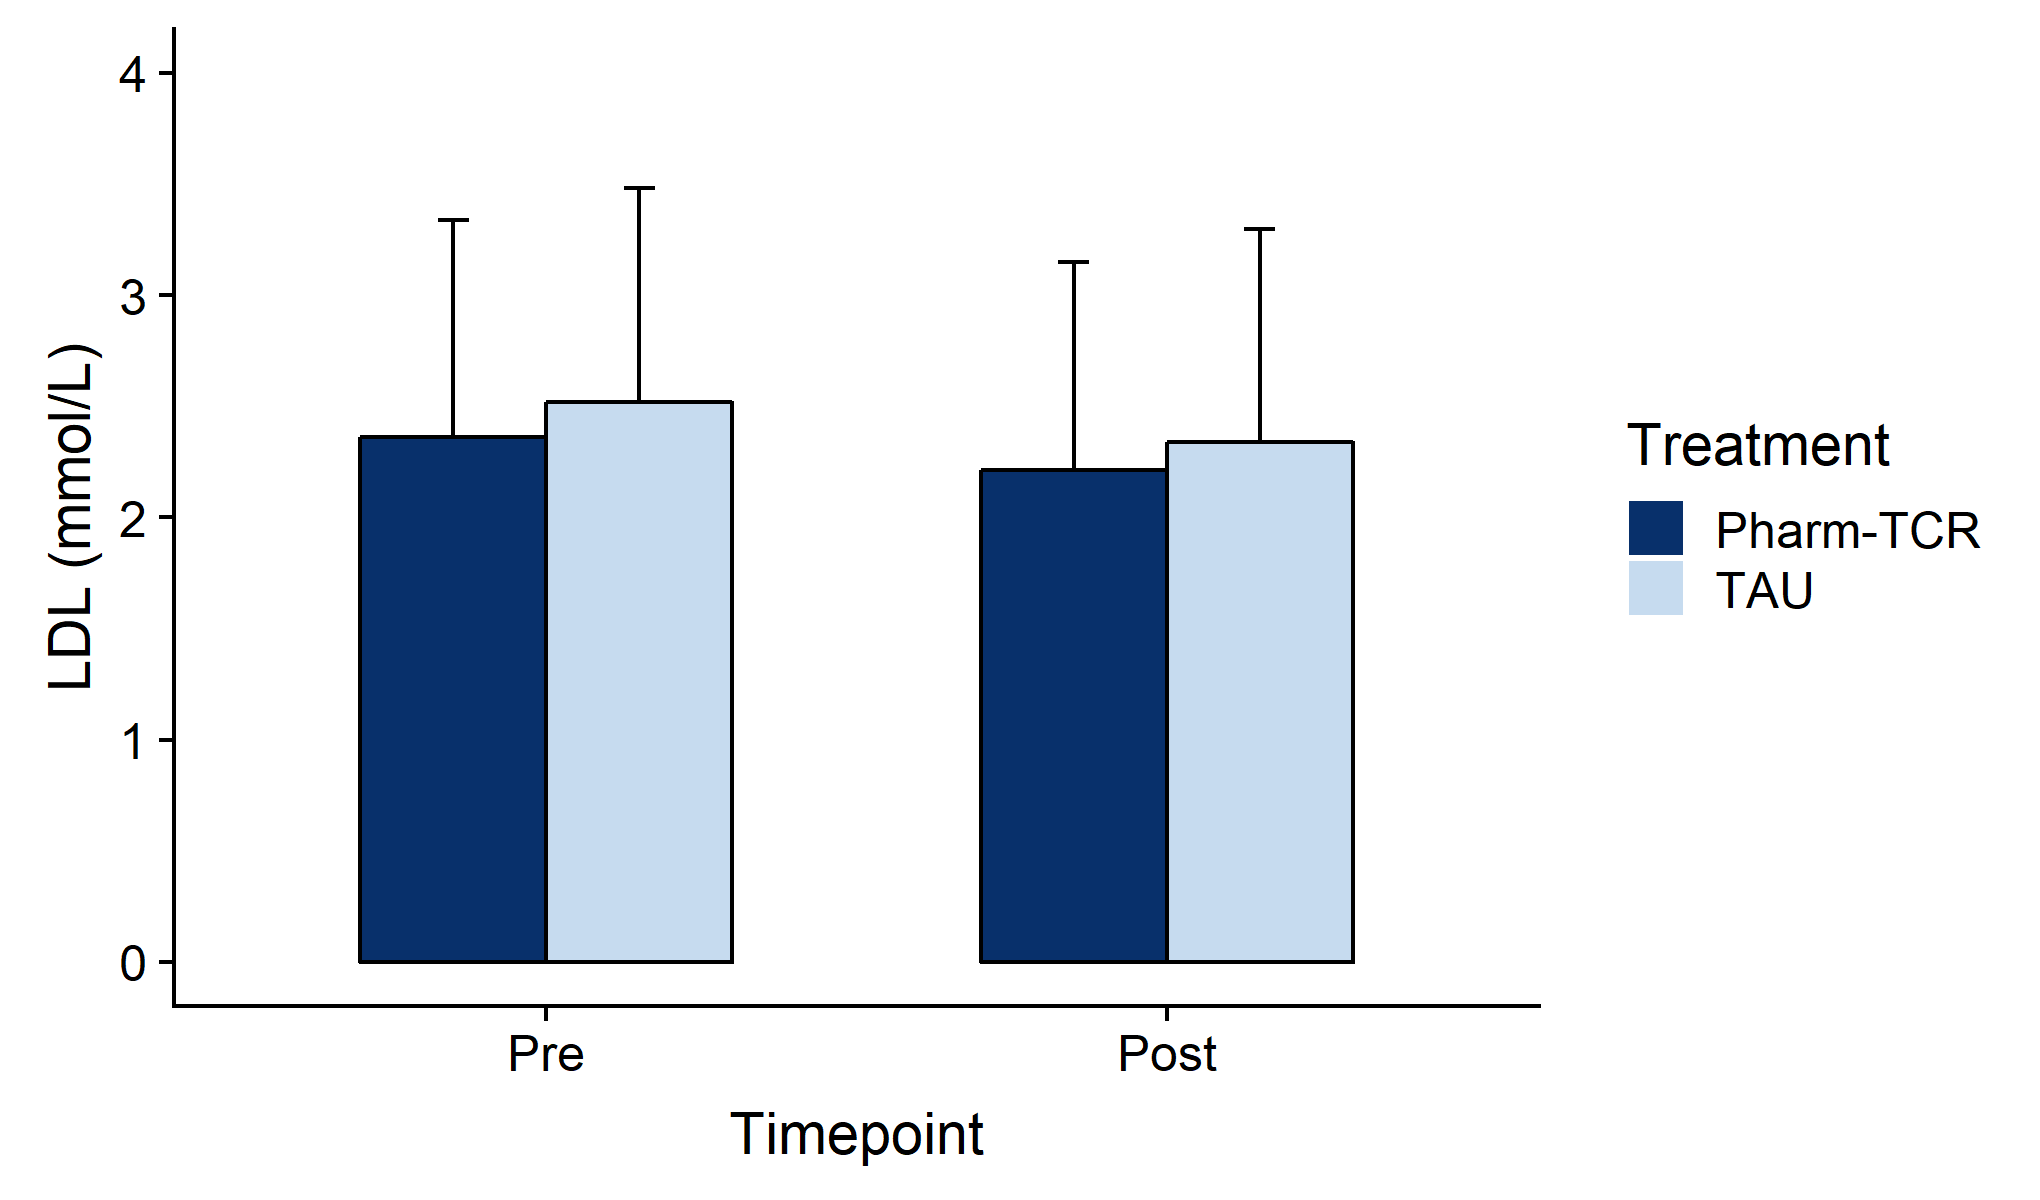 4
3
2
1
0
LDL (mmol/L)
Pre
Post
Timepoint
Treatment
Pharm-TCR
TAU